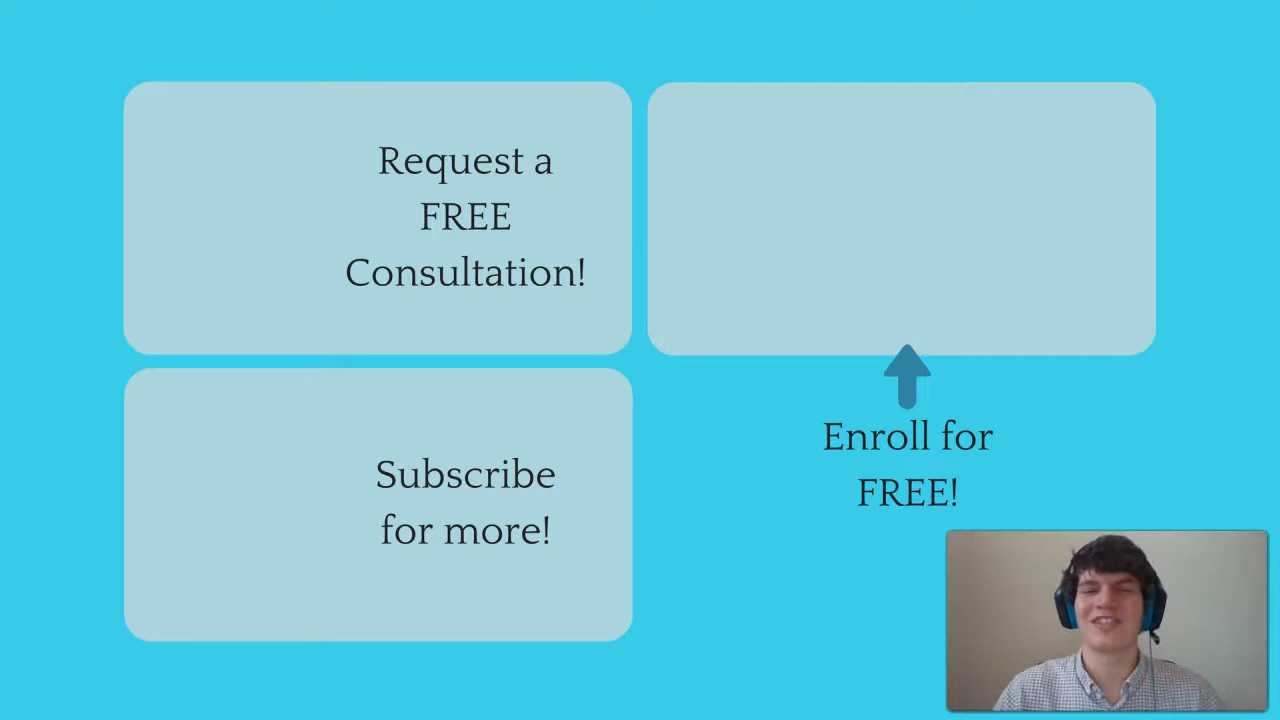 Request a
FREE
Consultation!
Subscribe
for more!
Enroll for
FREE!